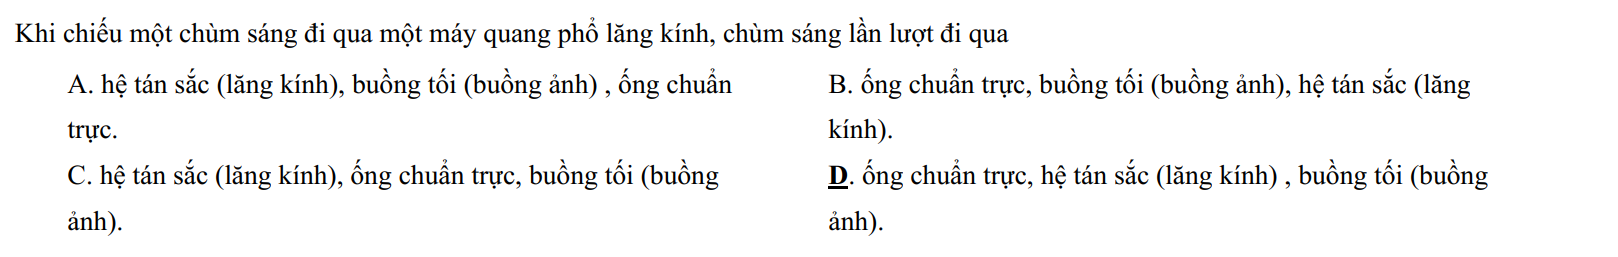 Khi chiếu một chùm sáng đi qua một máy quang phổ lăng kính, chùm sáng lần lượt đi qua
A. hệ tán sắc (lăng kính), buồng tối (buồng ảnh) , ống chuẩn
trực.
B. ống chuẩn trực, buồng tối (buồng ảnh), hệ tán sắc (lăng
kính).
C. hệ tán sắc (lăng kính), ống chuẩn trực, buồng tối (buồng
ảnh).
D. ống chuẩn trực, hệ tán sắc (lăng kính) , buồng tối (buồng
ảnh).